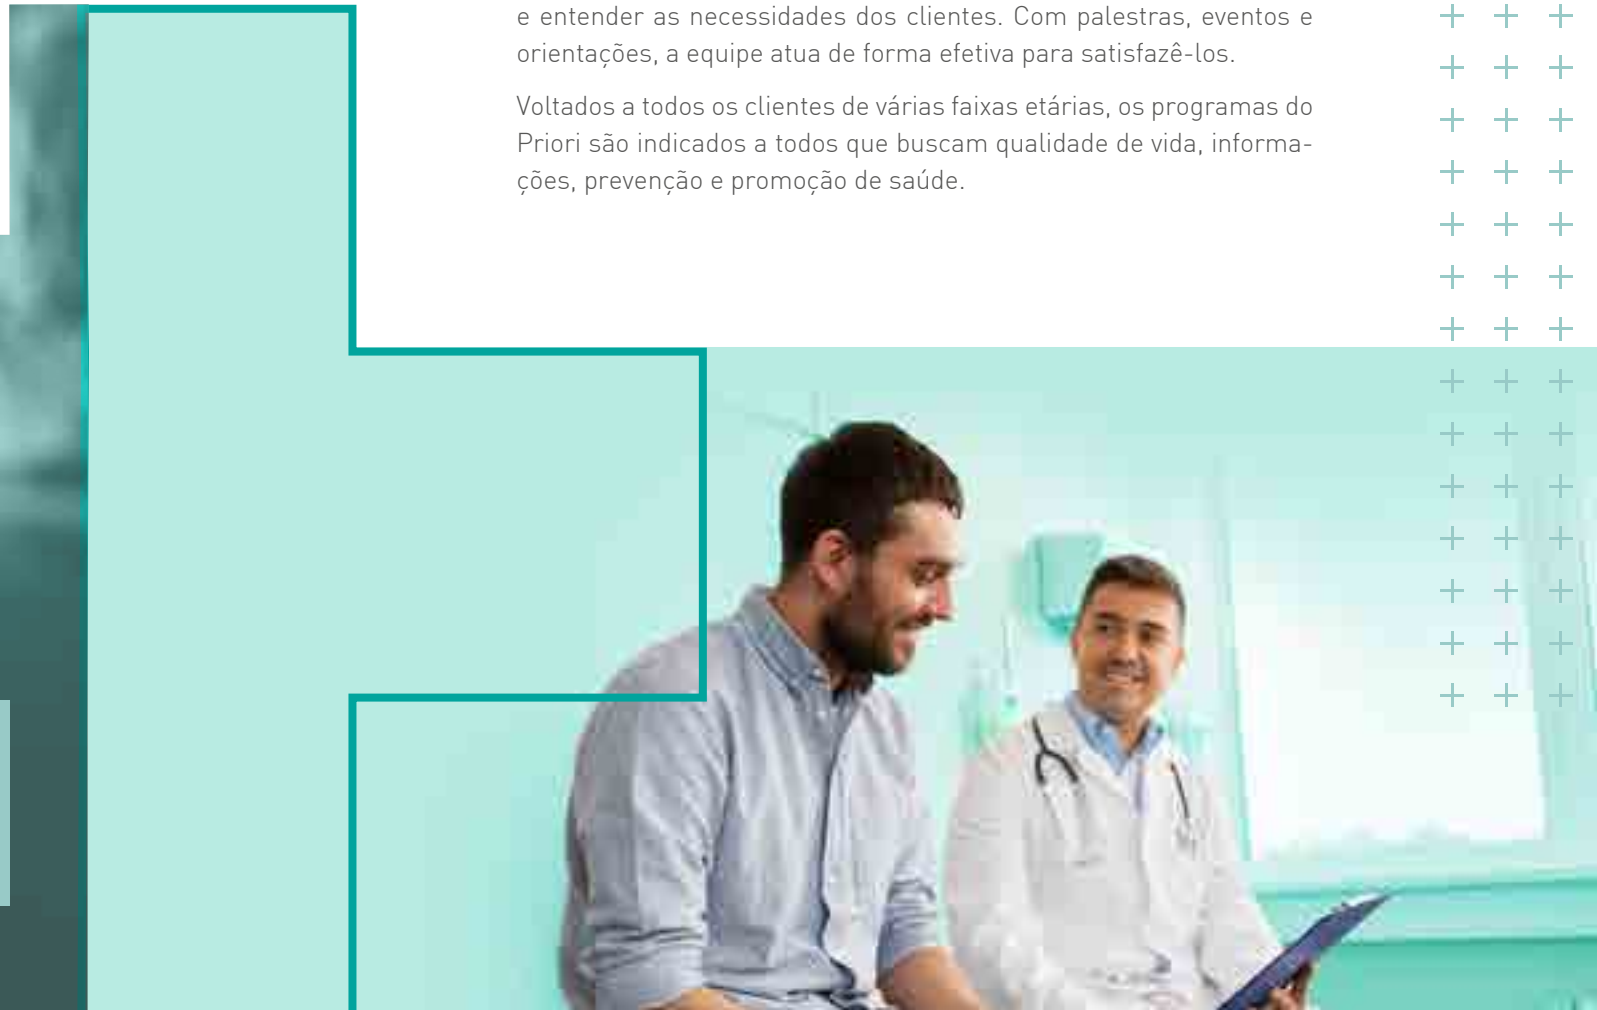 e entender as necessidades dos clientes. Com palestras, eventos e
orientações, a equipe atua de forma efetiva para satisfazê-los.
Voltados a todos os clientes de várias faixas etárias, os programas do
Priori são indicados a todos que buscam qualidade de vida, informa-
ções, prevenção e promoção de saúde.